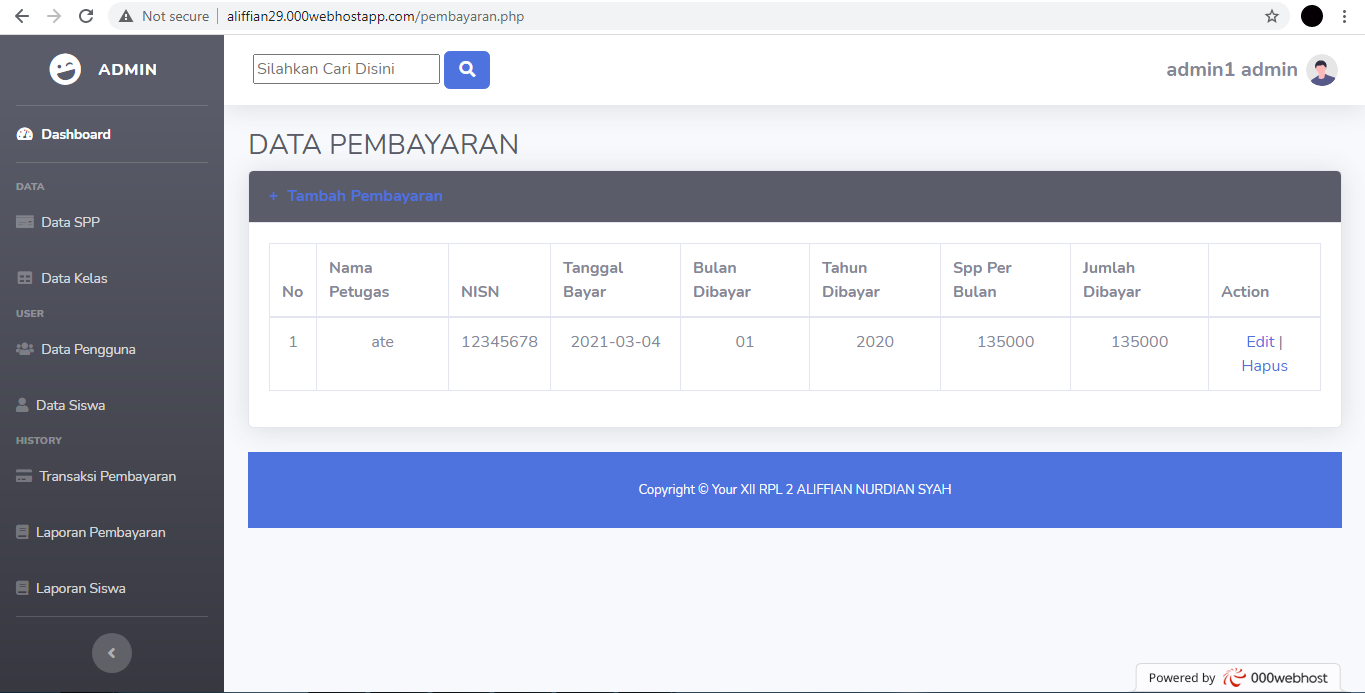 Not secure
aliffian29.000webhostapp.com/pembayaran.php
ADMIN
Silahkan Cari Disini
admin1 admin
Dashboard
DATA
Data SPP
Data Kelas
USER
Data Pengguna
Data Siswa
HISTORY
Transaksi Pembayaran
Laporan Pembayaran
Laporan Siswa
DATA PEMBAYARAN
+ Tambah Pembayaran
No Nama Petugas NISN Tanggal Bayar Bulan Dibayar Tahun Dibayar Spp Per Bulan Jumlah Dibayar Action
1 ate 12345678 2021-03-04 01 2020 135000 135000 Edit |
Hapus
Copyright © Your XII RPL 2 ALIFFIAN NURDIAN SYAH
Powered by 000webhost